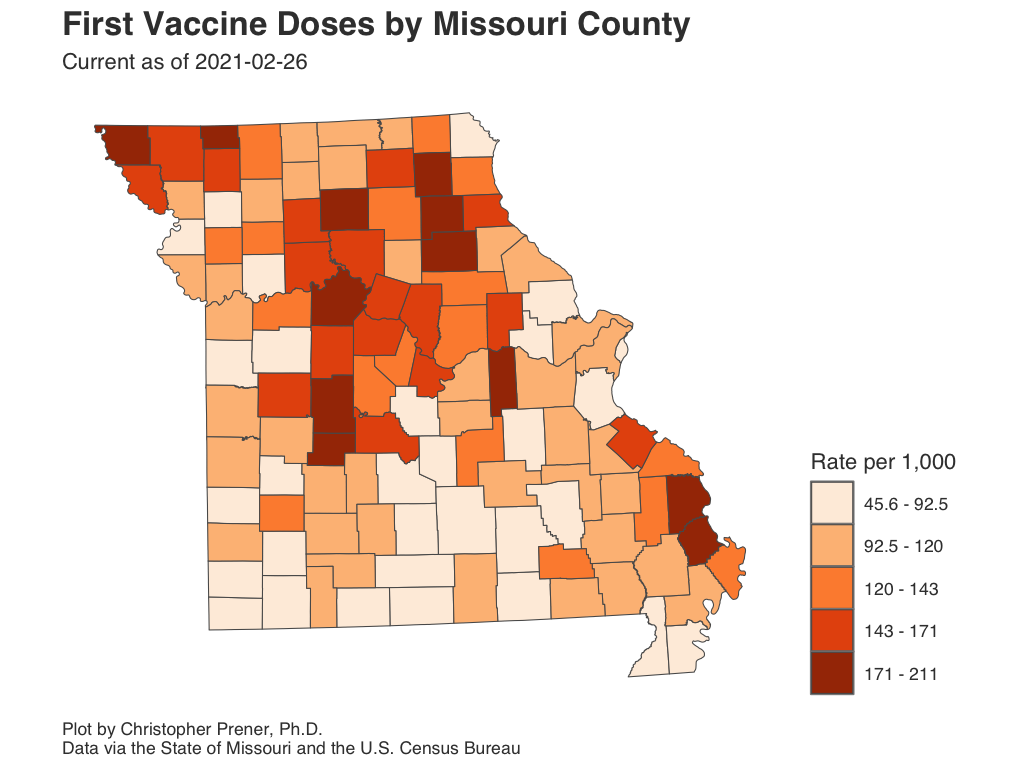 First Vaccine Doses by Missouri County
Current as of 2021-02-26
Rate per 1,000
45.6 - 92.5
92.5 - 120
120 - 143
143 - 171
171 - 211
Plot by Christopher Prener, Ph.D.
Data via the State of Missouri and the U.S. Census Bureau